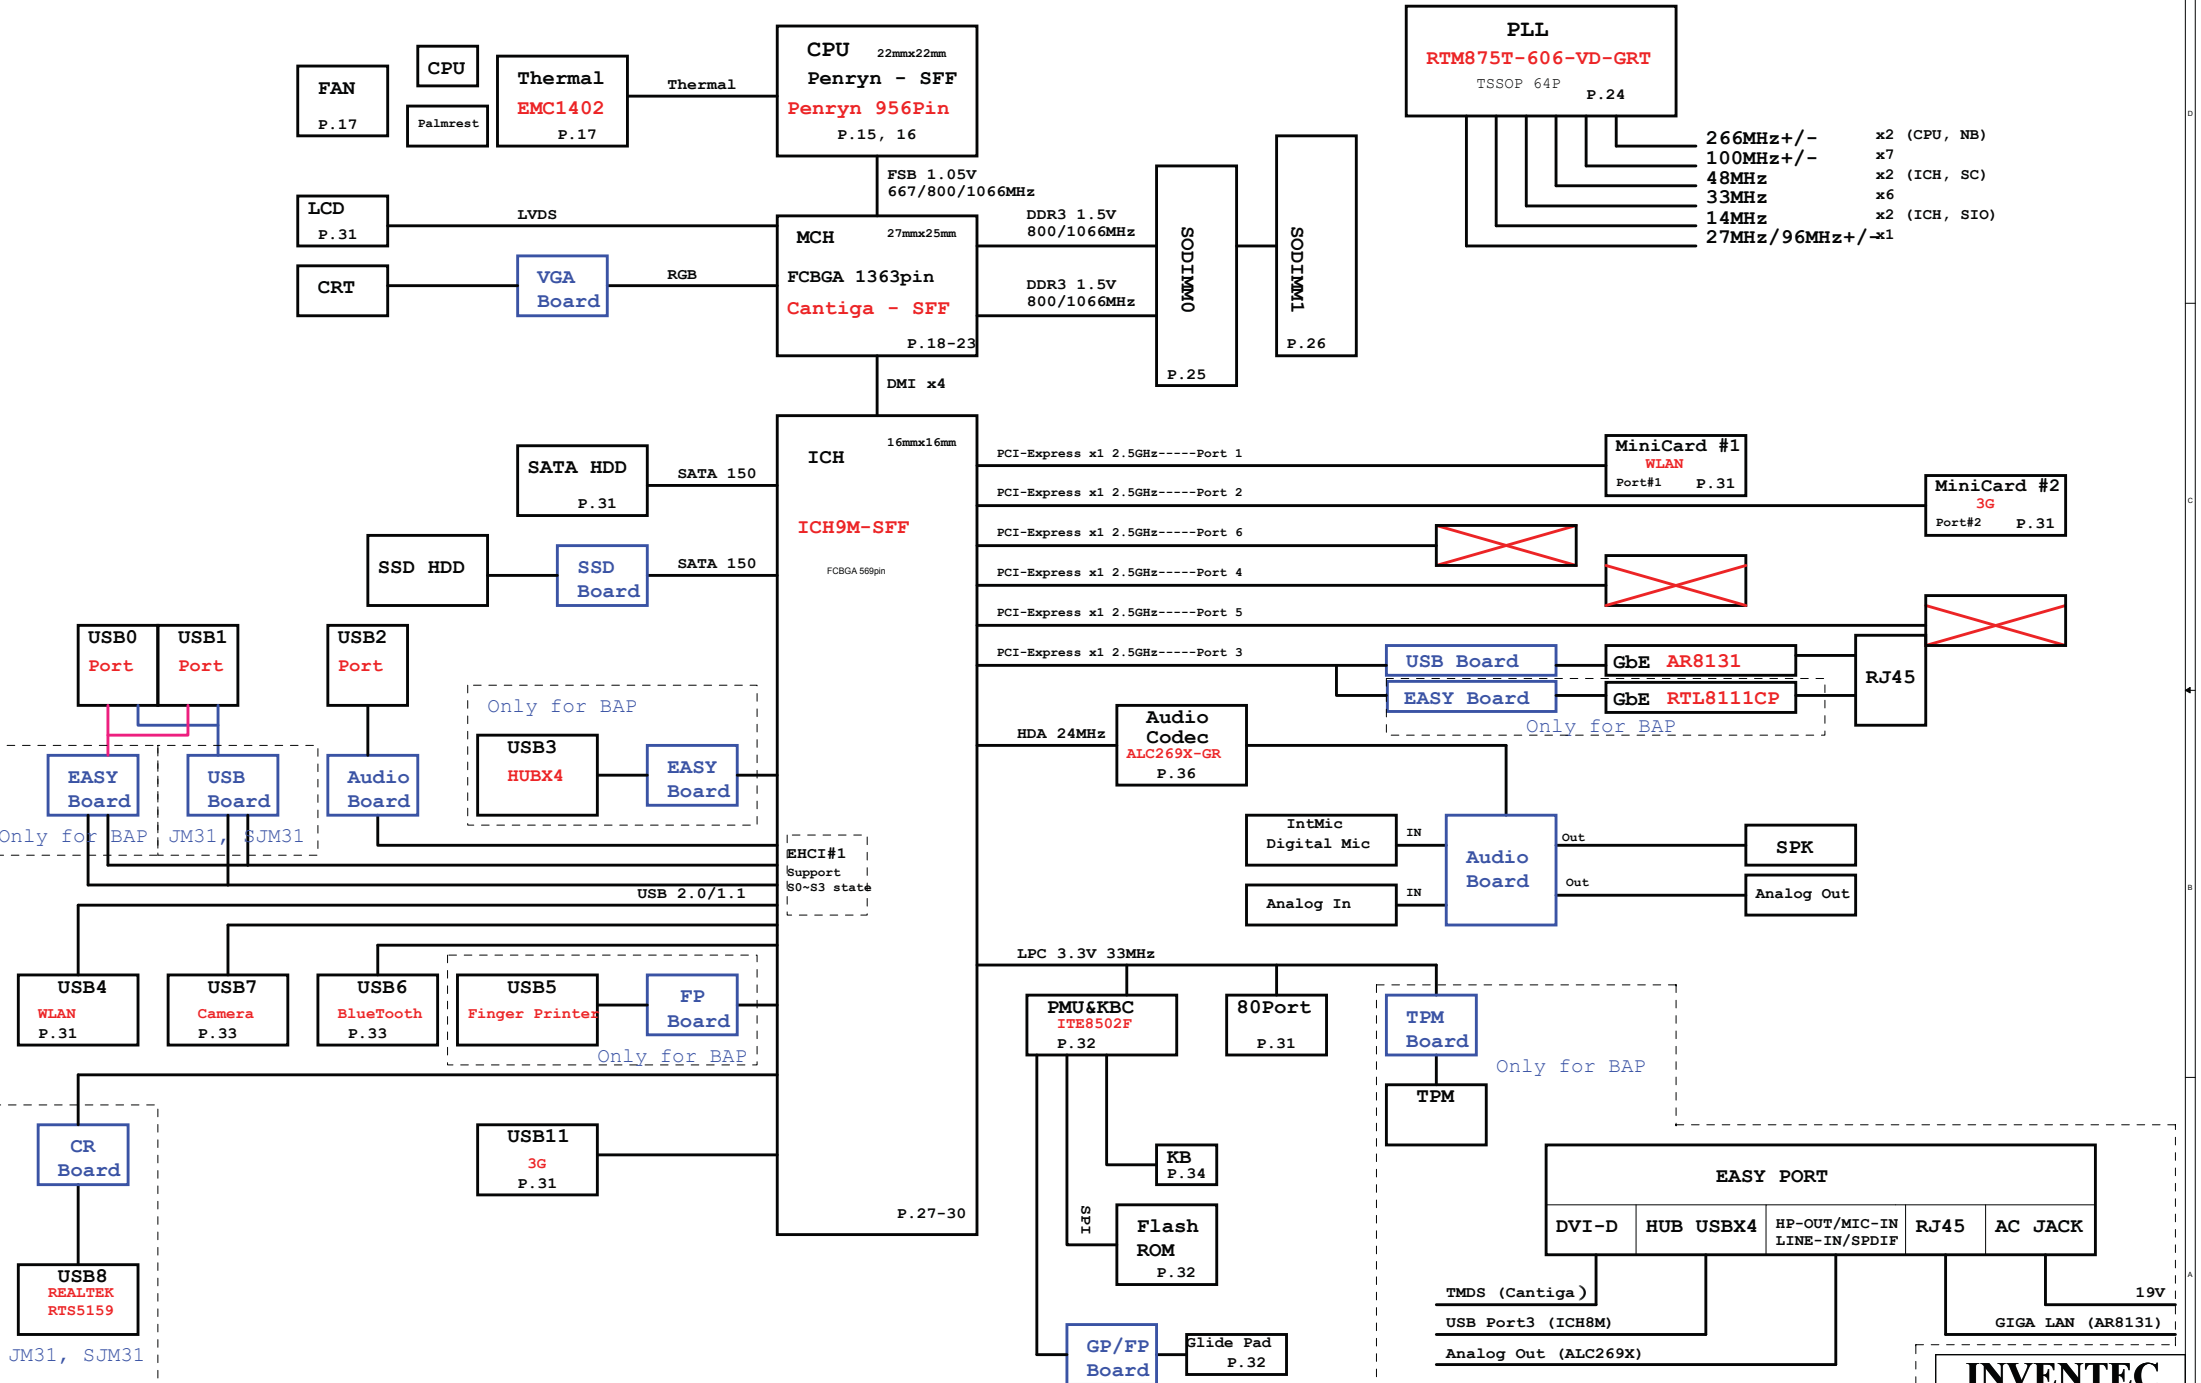 PLL
RTM875T-606-VD-GRT
TSSOP 64P
P.24
266MHz+/-
x2 (CPU, NB)
100MHz+/-
x7
48MHz
x2 (ICH, SC)
33MHz
x6
14MHz
x2 (ICH, SIO)
27MHz/96MHz+/-
x1
FAN
P.17
CPU
Palmrest
Thermal
EMC1402
P.17
Thermal
CPU
22mmx22mm
Penryn - SFF
Penryn 956Pin
P.15, 16
FSB 1.05V
667/800/1066MHz
LCD
P.31
LVDS
CRT
VGA
Board
RGB
MCH
27mmx25mm
FCBGA 1363pin
Cantiga - SFF
P.18-23
DDR3 1.5V
800/1066MHz
DDR3 1.5V
800/1066MHz
SODIMM0
P.25
SODIMM1
P.26
DMI x4
ICH
16mmx16mm
ICH9M-SFF
FCBGA 569pin
EHCI#1
Support
S0~S3 state
P.27-30
SATA HDD
P.31
SATA 150
SSD HDD
SSD
Board
SATA 150
PCI-Express x1 2.5GHz-----Port 1
MiniCard #1
WLAN
Port#1
P.31
PCI-Express x1 2.5GHz-----Port 2
MiniCard #2
3G
Port#2
P.31
PCI-Express x1 2.5GHz-----Port 6
PCI-Express x1 2.5GHz-----Port 4
PCI-Express x1 2.5GHz-----Port 5
PCI-Express x1 2.5GHz-----Port 3
USB Board
GbE AR8131
EASY Board
GbE RTL8111CP
Only for BAP
RJ45
USB0
Port
USB1
Port
USB2
Port
Only for BAP
USB3
HUBX4
EASY
Board
EASY
Board
USB
Board
Audio
Board
Only for BAP
JM31, SJM31
USB 2.0/1.1
HDA 24MHz
Audio
Codec
ALC269X-GR
P.36
IntMic
Digital Mic
IN
Analog In
IN
Audio
Board
Out
SPK
Out
Analog Out
USB4
WLAN
P.31
USB7
Camera
P.33
USB6
BlueTooth
P.33
USB5
Finger Printer
FP
Board
Only for BAP
LPC 3.3V 33MHz
PMU&KBC
ITE8502F
P.32
80Port
P.31
TPM
Board
TPM
Only for BAP
CR
Board
USB8
REALTEK
RTS5159
JM31, SJM31
USB11
3G
P.31
KB
P.34
SPI
Flash
ROM
P.32
GP/FP
Board
Glide Pad
P.32
EASY PORT
DVI-D
HUB USBX4
HP-OUT/MIC-IN
LINE-IN/SPDIF
RJ45
AC JACK
TMDS (Cantiga)
19V
USB Port3 (ICH8M)
GIGA LAN (AR8131)
Analog Out (ALC269X)
INVENTEC
D
C
B
A